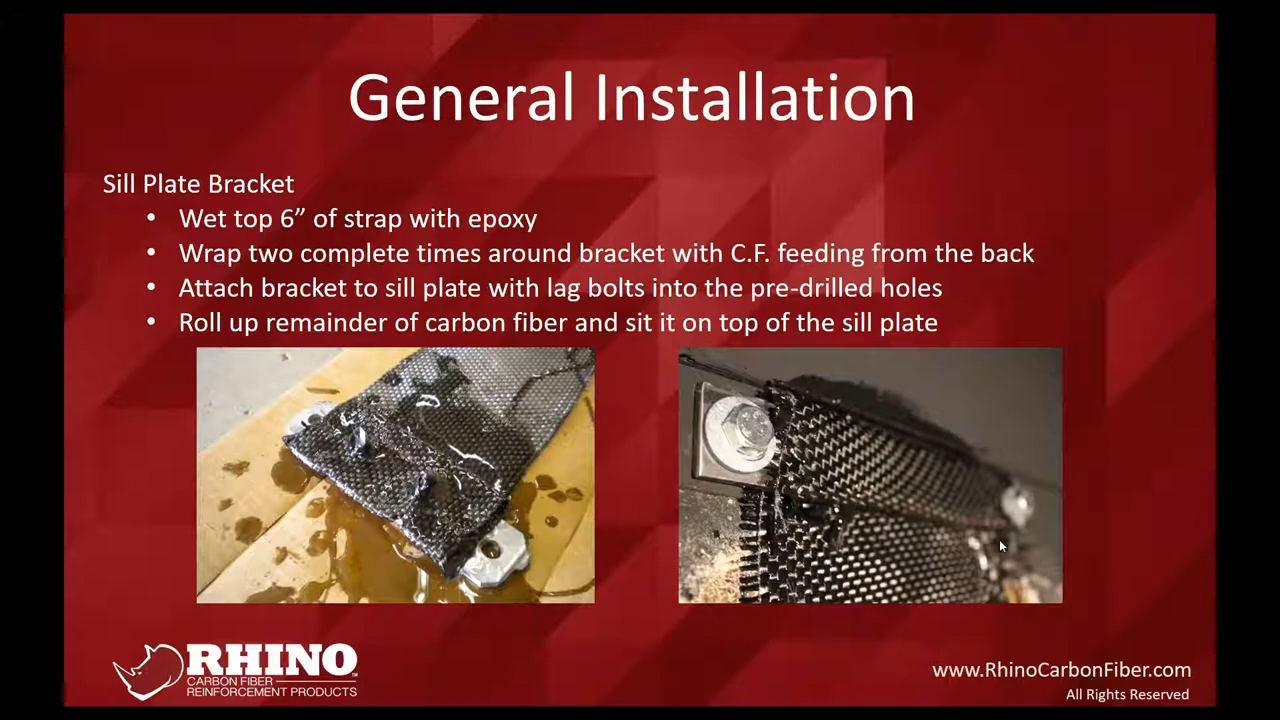 General Installation
Sill Plate Bracket
• Wet top 6” of strap with epoxy
• Wrap two complete times around bracket with C.F. feeding from the back
• Attach bracket to sill plate with lag bolts into the pre-drilled holes
• Roll up remainder of carbon fiber and sit it on top of the sill plate
RHINO™
CARBON FIBER
REINFORCEMENT PRODUCTS
www.RhinoCarbonFiber.com
All Rights Reserved